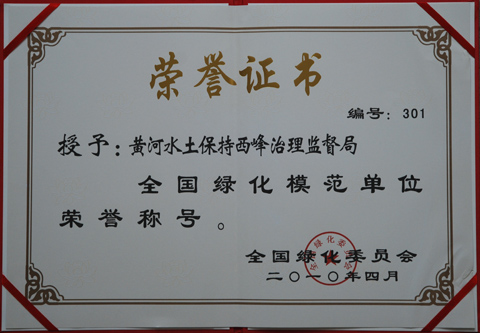 荣誉证书
编号：301
授予：黄河水土保持西峰治理监督局
全国绿化模范单位
荣誉称号。
全国绿化委员会
二〇一〇年四月